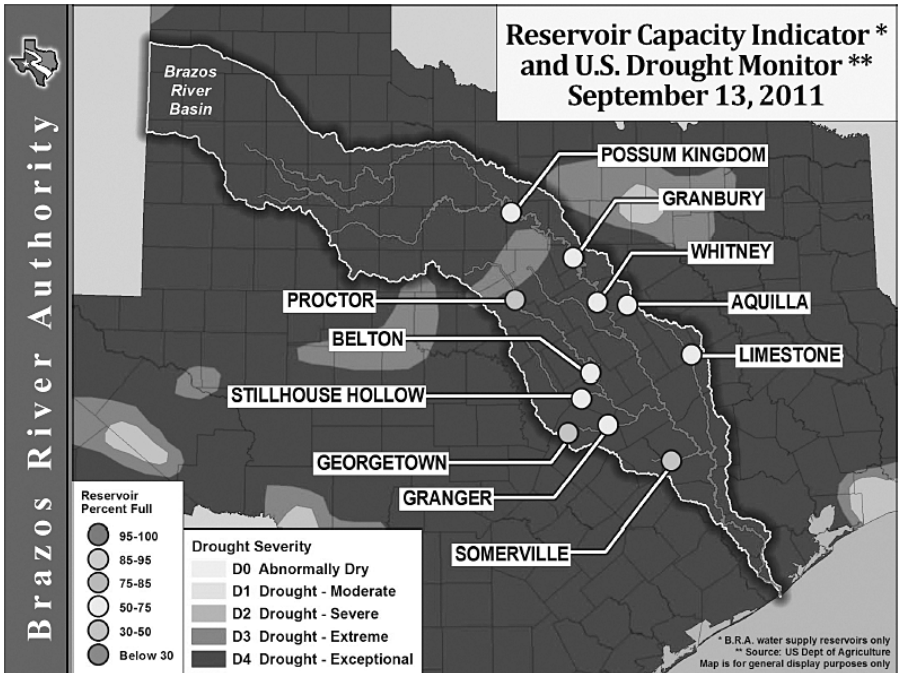 Brazos River Authority
Reservoir Capacity Indicator *
and U.S. Drought Monitor **
September 13, 2011
Brazos
River
Basin
POSSUM KINGDOM
GRANBURY
WHITNEY
PROCTOR
AQUILLA
BELTON
LIMESTONE
STILLHOUSE HOLLOW
GEORGETOWN
GRANGER
SOMERVILLE
Reservoir
Percent Full
95-100
85-95
75-85
50-75
30-50
Below 30
Drought Severity
D0 Abnormally Dry
D1 Drought - Moderate
D2 Drought - Severe
D3 Drought - Extreme
D4 Drought - Exceptional
* B.R.A. water supply reservoirs only
** Source: US Dept of Agriculture
Map is for general display purposes only